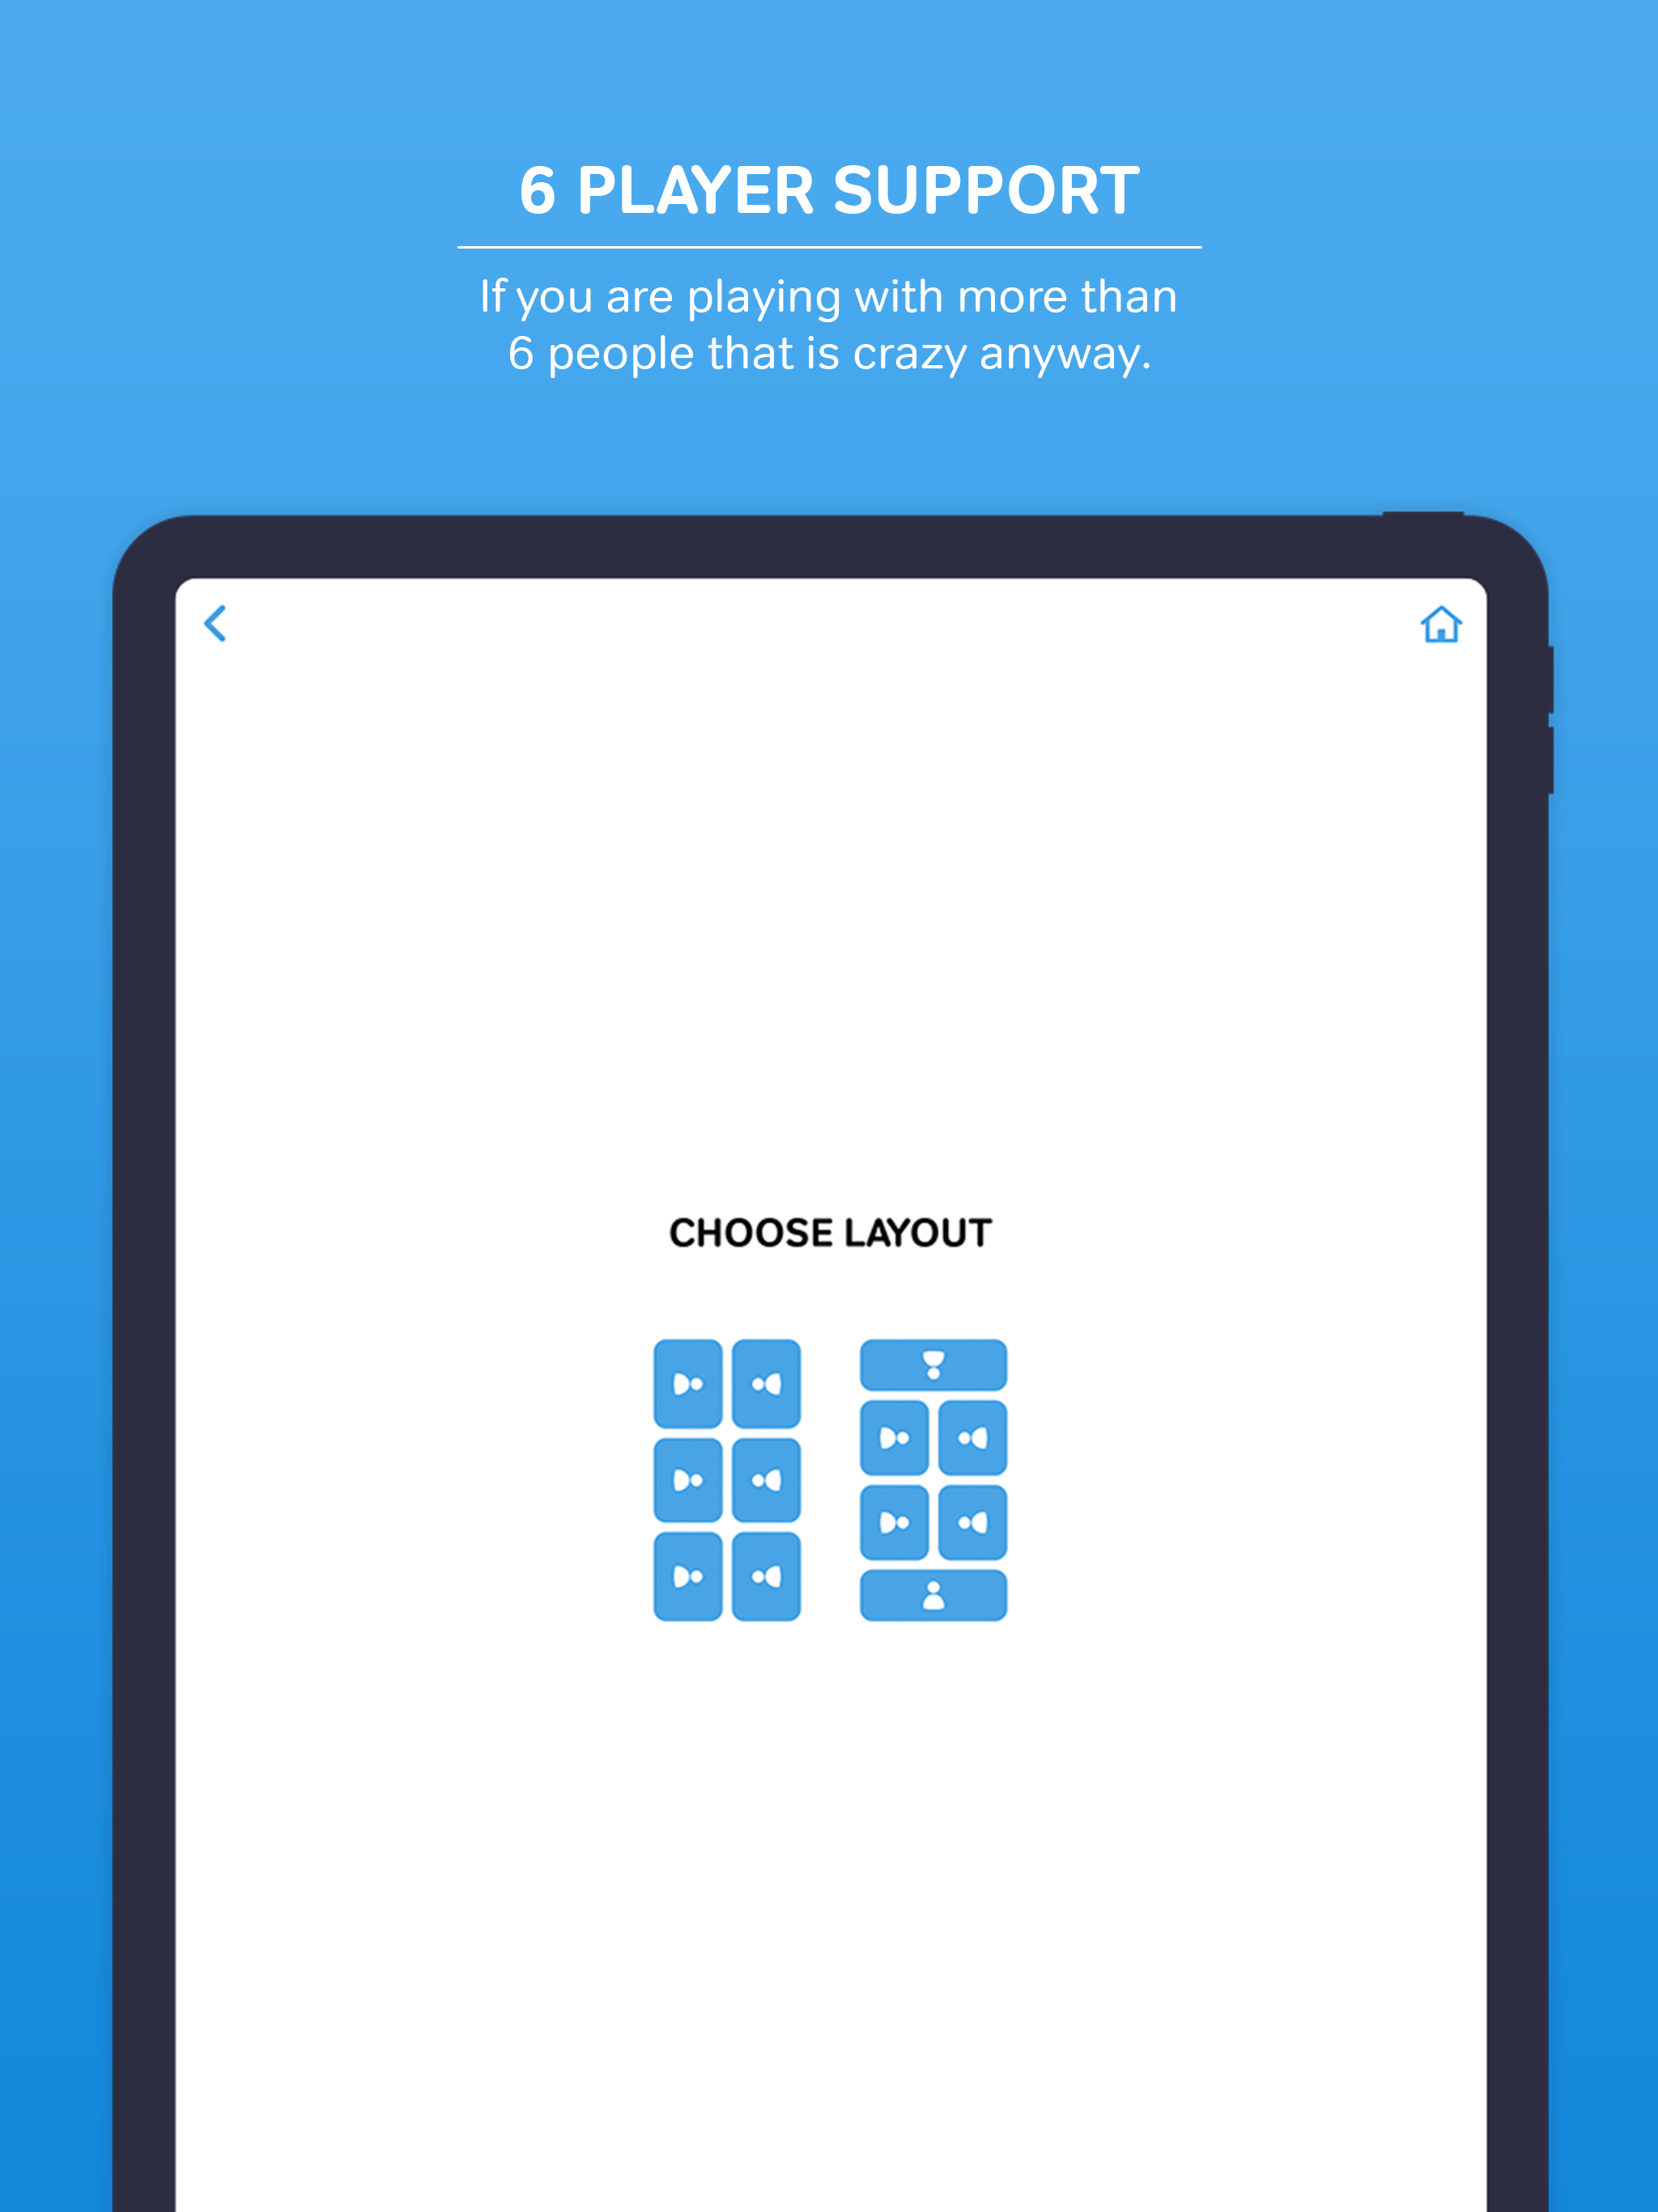 6 PLAYER SUPPORT
If you are playing with more than
6 people that is crazy anyway.
CHOOSE LAYOUT